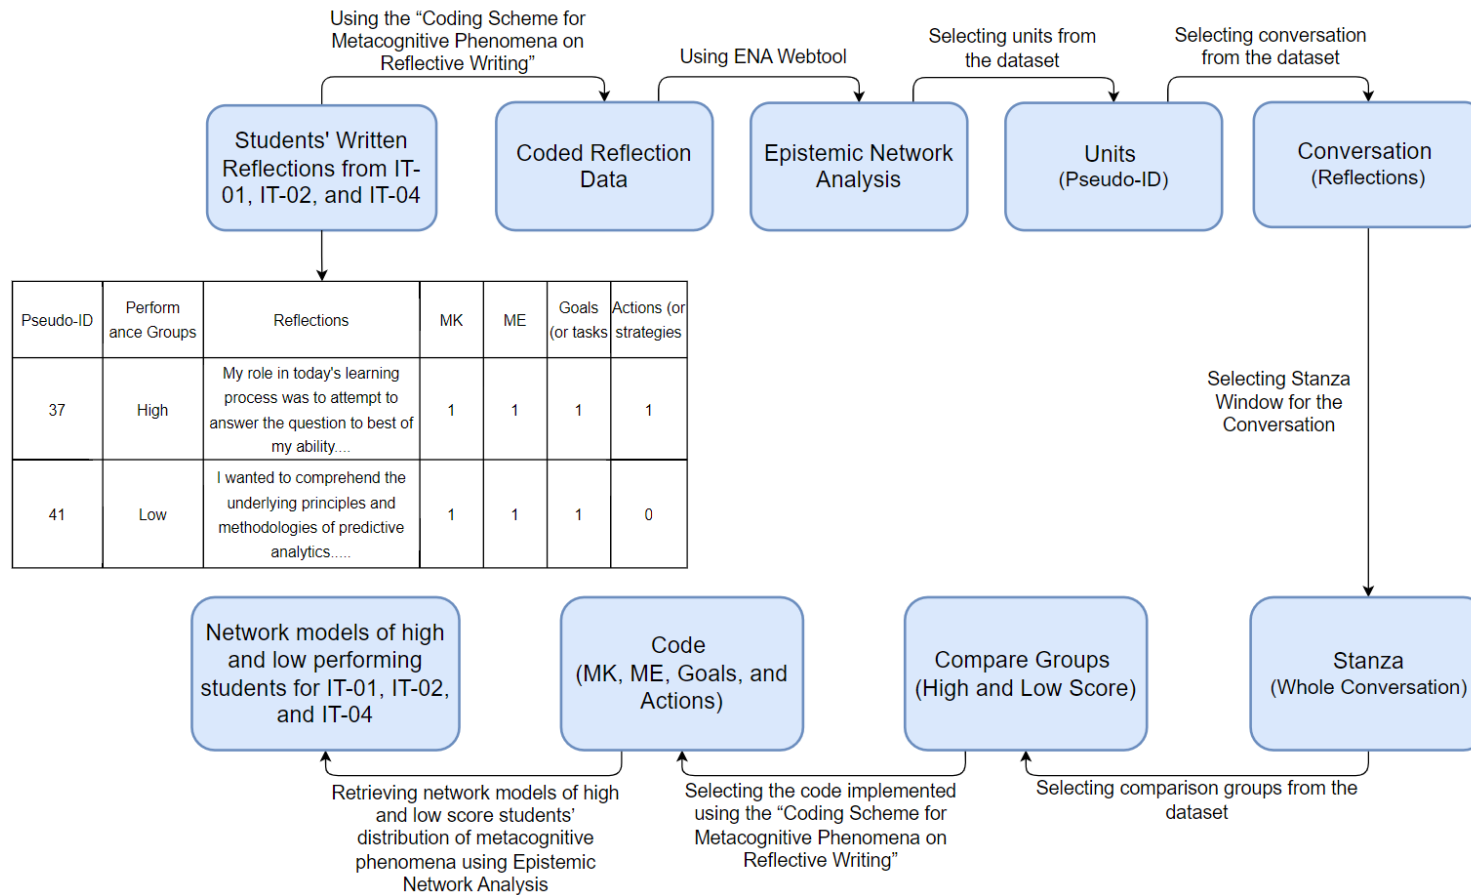 Using the “Coding Scheme for
Metacognitive Phenomena on
Reflective Writing”
Using ENA Webtool
Selecting units from
the dataset
Selecting conversation
from the dataset
Students' Written
Reflections from IT-
01, IT-02, and IT-04
Coded Reflection
Data
Epistemic Network
Analysis
Units
(Pseudo-ID)
Conversation
(Reflections)
Pseudo-ID
Perform
ance Groups
Reflections
MK
ME
Goals
(or tasks
Actions (or
strategies
37
High
My role in today's learning
process was to attempt to
answer the question to best of
my ability....
1
1
1
1
41
Low
I wanted to comprehend the
underlying principles and
methodologies of predictive
analytics.....
1
1
1
0
Selecting Stanza
Window for the
Conversation
Network models of high
and low performing
students for IT-01, IT-02,
and IT-04
Code
(MK, ME, Goals, and
Actions)
Compare Groups
(High and Low Score)
Stanza
(Whole Conversation)
Retrieving network models of high
and low score students’
distribution of metacognitive
phenomena using Epistemic
Network Analysis
Selecting the code implemented
using the “Coding Scheme for
Metacognitive Phenomena on
Reflective Writing”
Selecting comparison groups from the
dataset